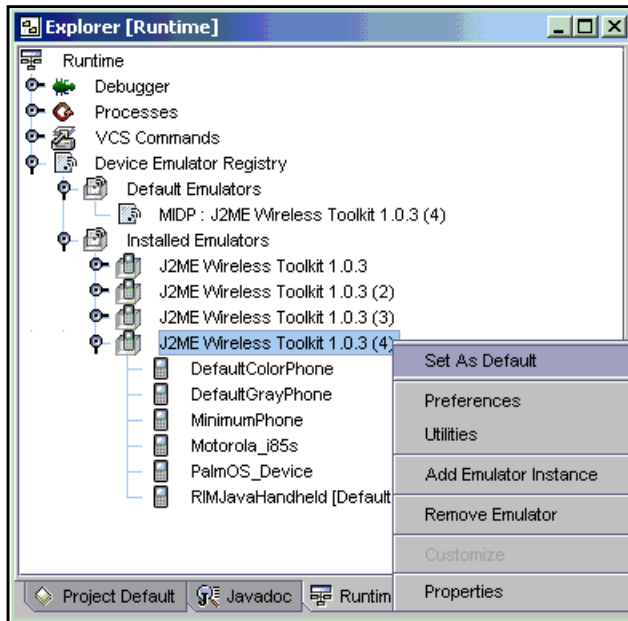 Explorer [Runtime]
Runtime
Debugger
Processes
VCS Commands
Device Emulator Registry
Default Emulators
MIDP : J2ME Wireless Toolkit 1.0.3 (4)
Installed Emulators
J2ME Wireless Toolkit 1.0.3
J2ME Wireless Toolkit 1.0.3 (2)
J2ME Wireless Toolkit 1.0.3 (3)
J2ME Wireless Toolkit 1.0.3 (4)
DefaultColorPhone
DefaultGrayPhone
MinimumPhone
Motorola_i85s
PalmOS_Device
RIMJavaHandheld [Default
Set As Default
Preferences
Utilities
Add Emulator Instance
Remove Emulator
Customize
Properties
Project Default
Javadoc
Runtim